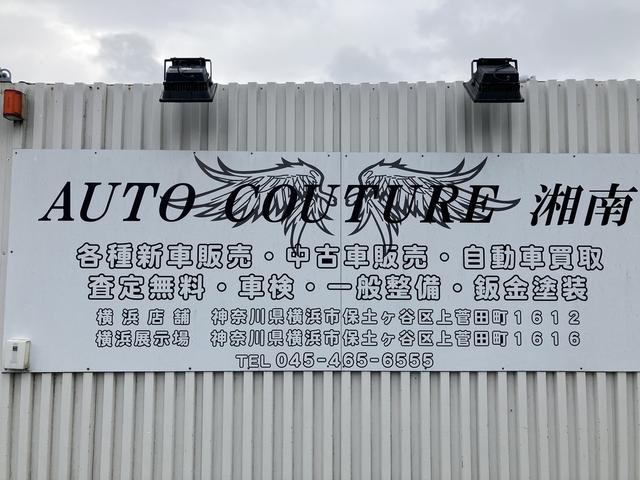 AUTO COUTURE 湘南
各種新車販売・中古車販売・自動車買取
査定無料・車検・一般整備・鈑金塗装
横浜店舗 神奈川県横浜市保土ヶ谷区上菅田町1612
横浜展示場 神奈川県横浜市保土ヶ谷区上菅田町1616
TEL 045-465-6555